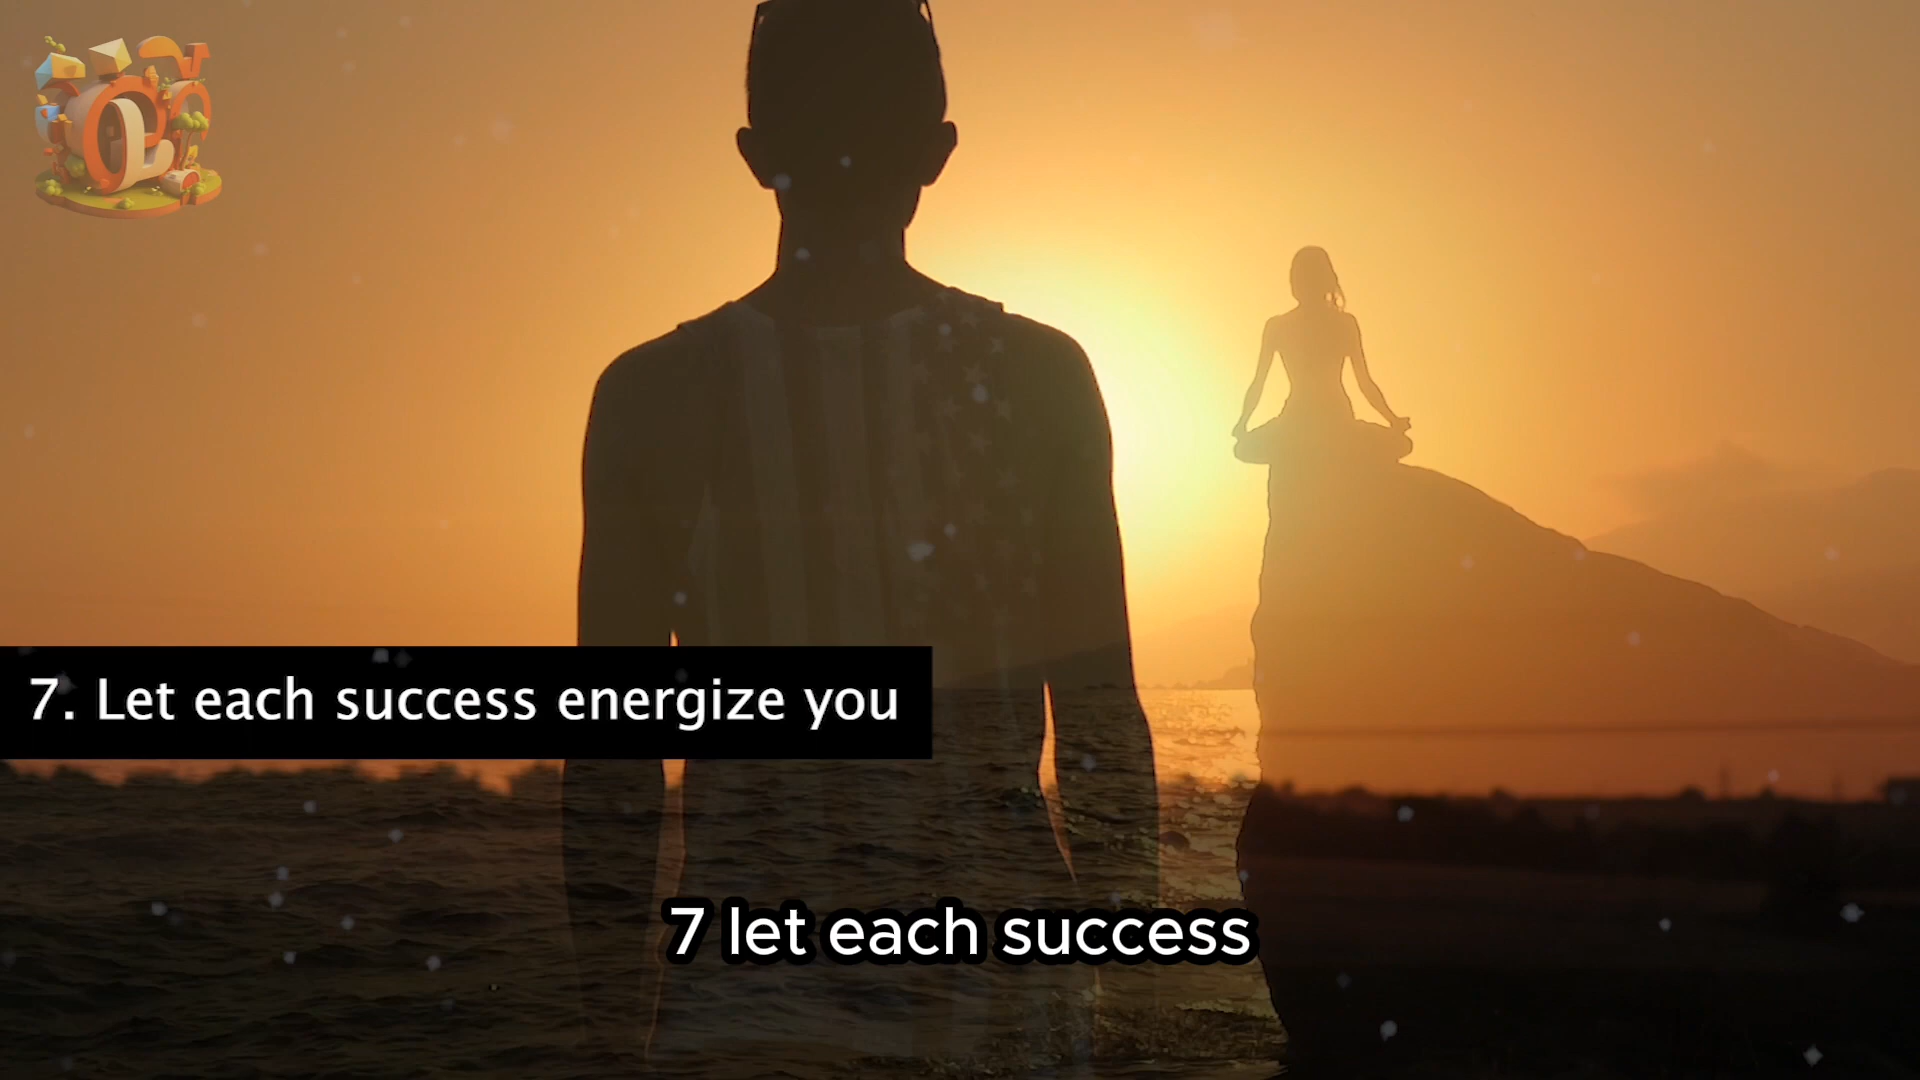 7. Let each success energize you
7 let each success